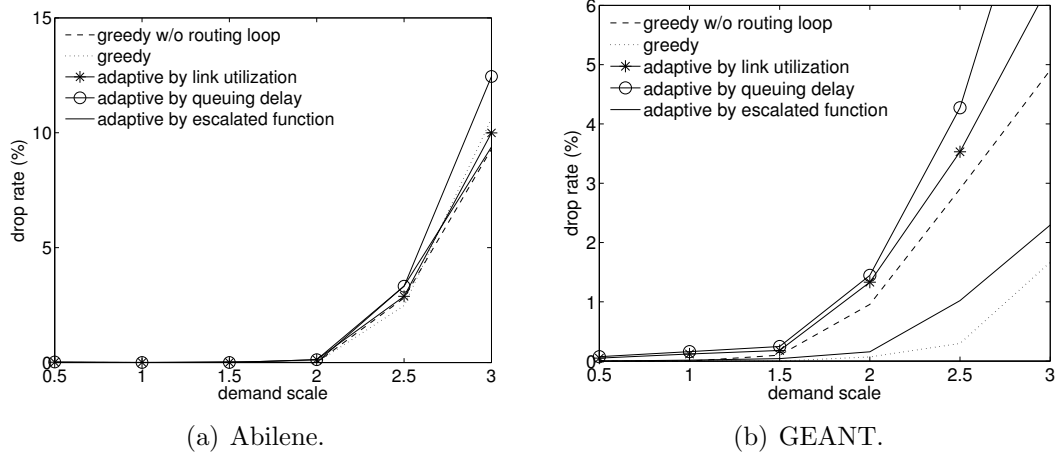 15
10
5
0
drop rate (%)
greedy w/o routing loop
greedy
adaptive by link utilization
adaptive by queuing delay
adaptive by escalated function
0.5 1 1.5 2 2.5 3
demand scale
(a) Abilene.
6
5
4
3
2
1
0
drop rate (%)
greedy w/o routing loop
greedy
adaptive by link utilization
adaptive by queuing delay
adaptive by escalated function
0.5 1 1.5 2 2.5 3
demand scale
(b) GEANT.